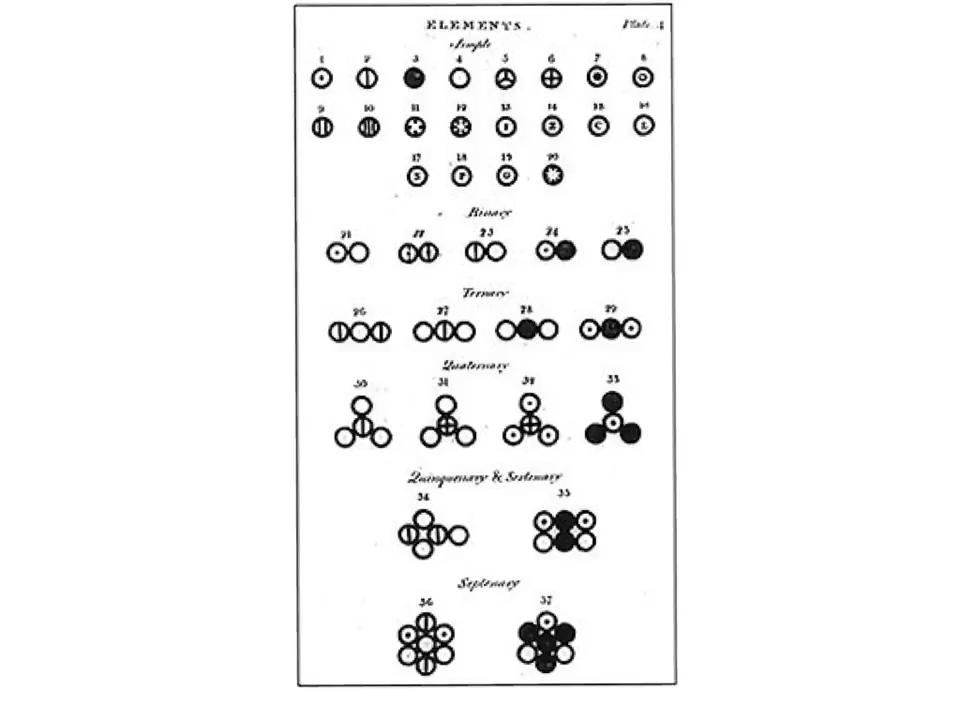 ELEMENTS. Plate 4
Simple
1 2 3 4 5 6 7 8
9 10 11 12 13 14 15 16
I Z C L
17 18 19 20
S P G
Binary
21 22 23 24 25
Ternary
26 27 28 29
Quaternary
30 31 32 33
Quinquenary & Sextenary
34 35
Septenary
36 37